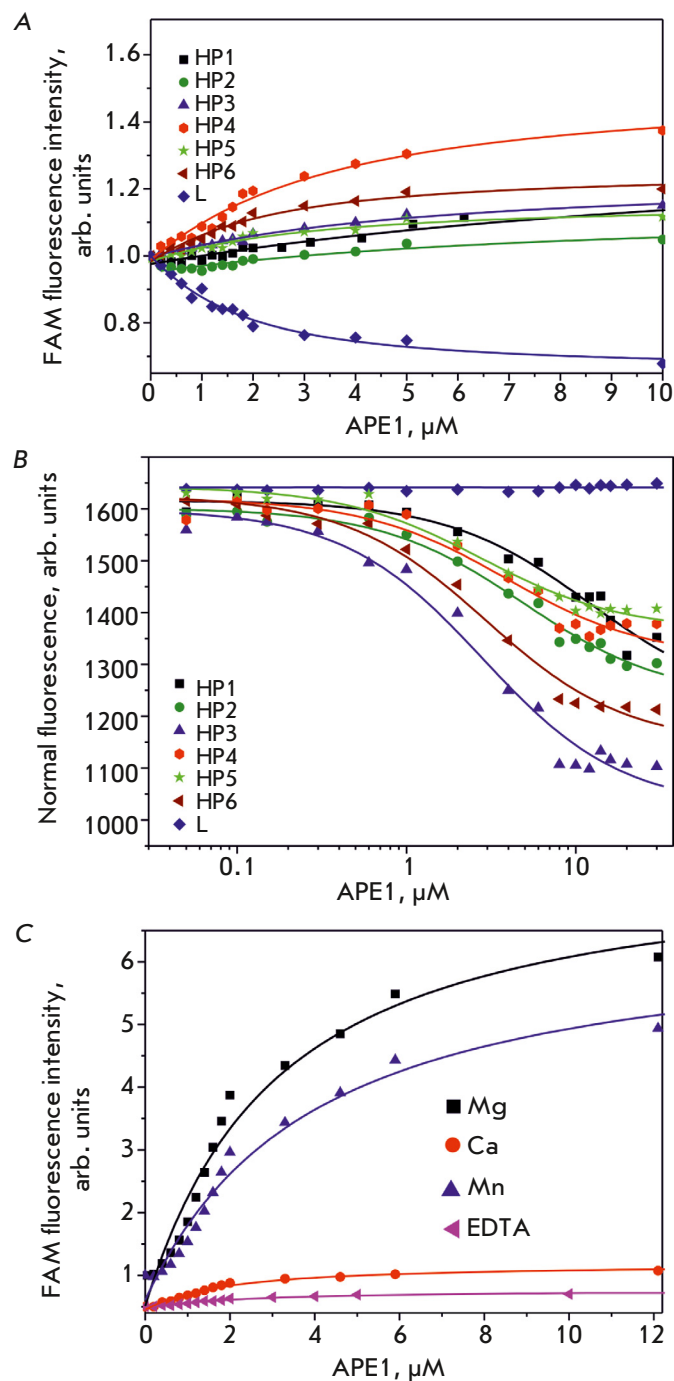 A
FAM fluorescence intensity,
arb. units
1.6
1.4
1.2
1.0
0.8
HP1
HP2
HP3
HP4
HP5
HP6
L
0 1 2 3 4 5 6 7 8 9 10
APE1, μM
B
Normal fluorescence, arb. units
1600
1500
1400
1300
1200
1100
1000
HP1
HP2
HP3
HP4
HP5
HP6
L
0.1 1 10
APE1, μM
C
FAM fluorescence intensity,
arb. units
6
5
4
3
2
1
Mg
Ca
Mn
EDTA
0 2 4 6 8 10 12
APE1, μM